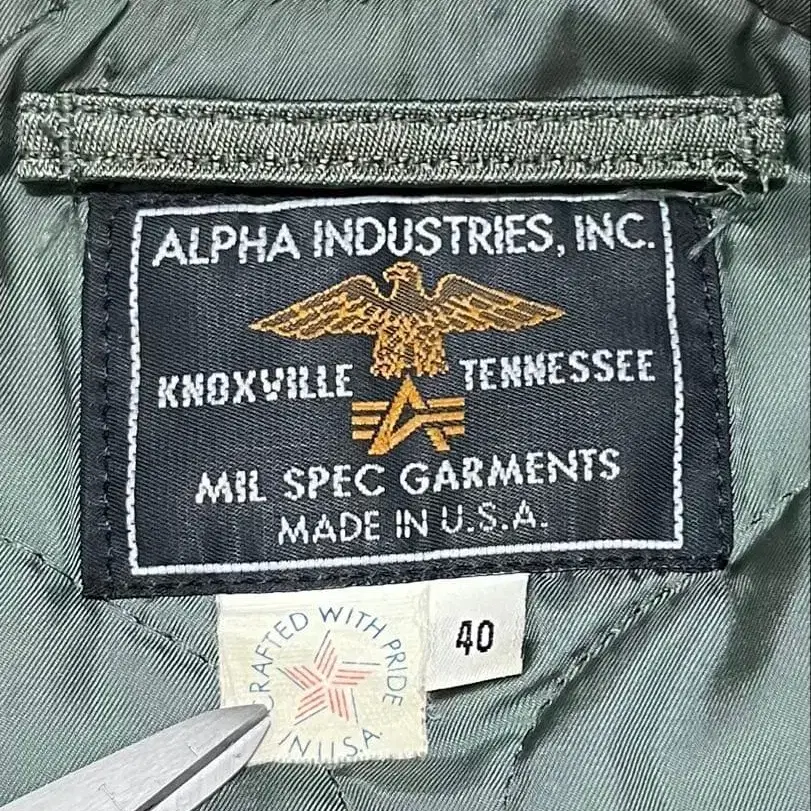 ALPHA INDUSTRIES, INC.
KNOXVILLE TENNESSEE
MIL SPEC GARMENTS
MADE IN U.S.A.
CRAFTED WITH PRIDE
IN U.S.A.
40